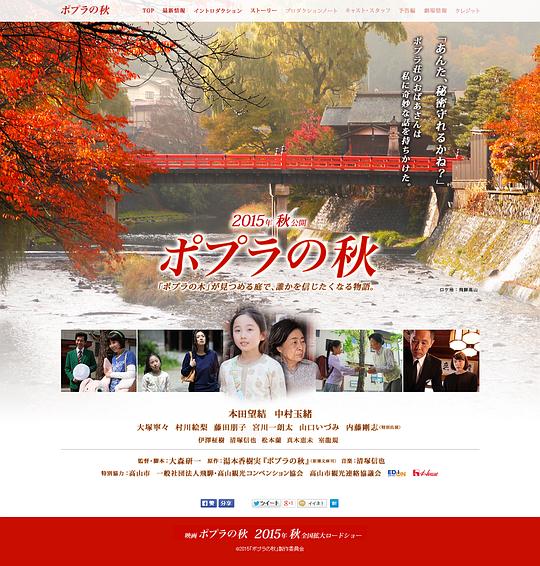 ポプラの秋 TOP 最新情報 イントロダクション ストーリー プロダクションノート キャスト・スタッフ 予告編 劇場情報 クレジット
「あんた、秘密守れるかね?」
ポプラ荘のおばあさんは
私に奇妙な話を持ちかけた。
2015年 秋 公開
ポプラの秋
「ポプラの木」が見つめる庭で、誰かを信じたくなる物語。
ロケ地:飛騨高山
本田望結 中村玉緒
大塚寧々 村川絵梨 藤田朋子 宮川一朗太 山口いづみ 内藤剛志(特別出演)
伊澤柾樹 清塚信也 松本蘭 真木恵未 室龍規
監督・脚本:大森研一 原作:湯本香樹実『ポプラの秋』(新潮文庫刊) 音楽:清塚信也
特別協力:高山市 一般社団法人飛騨・高山観光コンベンション協会 高山市観光連絡協議会
シェア ツイート g+1 イイネ! B!
映画 ポプラの秋 2015年 秋 全国拡大ロードショー
©2015『ポプラの秋』製作委員会